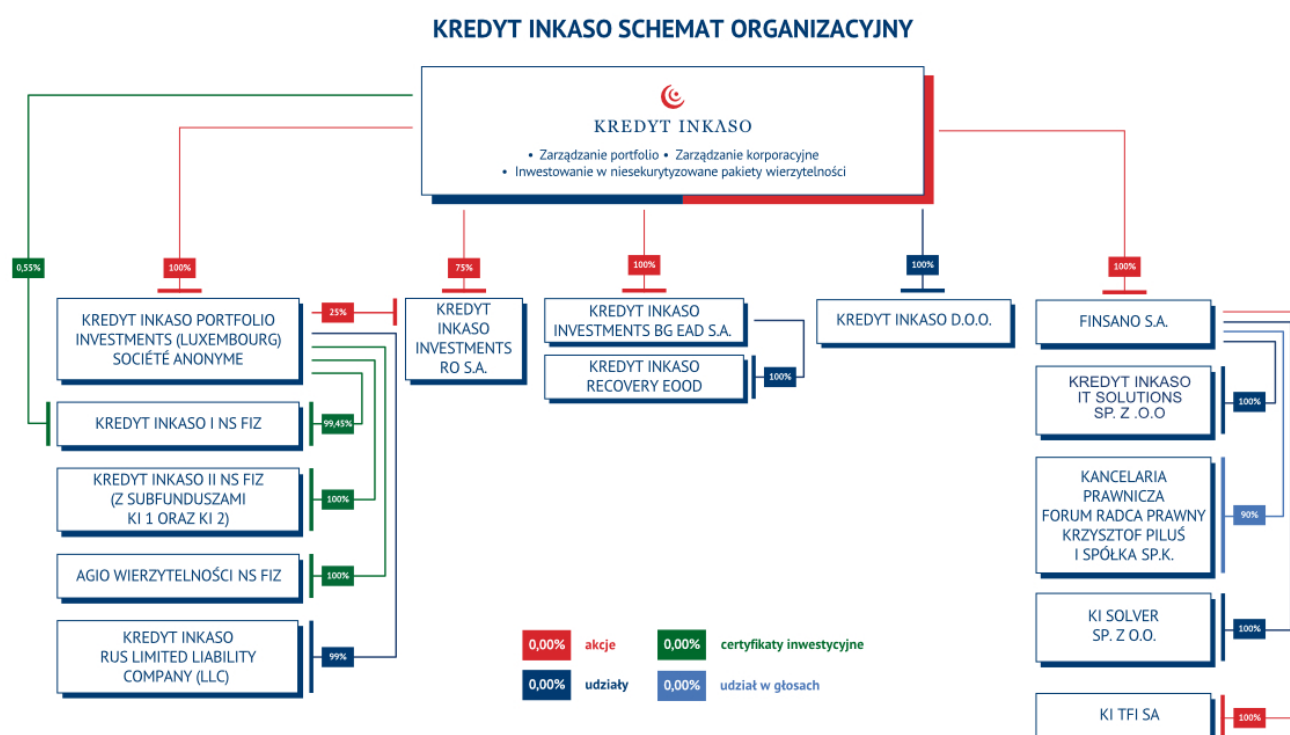 KREDYT INKASO SCHEMAT ORGANIZACYJNY
KREDYT INKASO
• Zarządzanie portfolio • Zarządzanie korporacyjne
• Inwestowanie w niesekurytyzowane pakiety wierzytelności
0,55%
100%
75%
100%
100%
100%
KREDYT INKASO PORTFOLIO
INVESTMENTS (LUXEMBOURG)
SOCIÉTÉ ANONYME
25%
KREDYT
INKASO
INVESTMENTS
RO S.A.
KREDYT INKASO
INVESTMENTS BG EAD S.A.
KREDYT INKASO
RECOVERY EOOD
100%
KREDYT INKASO D.O.O.
FINSANO S.A.
KREDYT INKASO I NS FIZ
99,45%
KREDYT INKASO II NS FIZ
(Z SUBFUNDUSZAMI
KI 1 ORAZ KI 2)
100%
AGIO WIERZYTELNOŚCI NS FIZ
100%
KREDYT INKASO
RUS LIMITED LIABILITY
COMPANY (LLC)
99%
KREDYT INKASO
IT SOLUTIONS
SP. Z .O.O
100%
KANCELARIA
PRAWNICZA
FORUM RADCA PRAWNY
KRZYSZTOF PILUŚ
I SPÓŁKA SP.K.
90%
KI SOLVER
SP. Z O.O.
100%
KI TFI SA
100%
0,00% akcje
0,00% certyfikaty inwestycyjne
0,00% udziały
0,00% udział w głosach